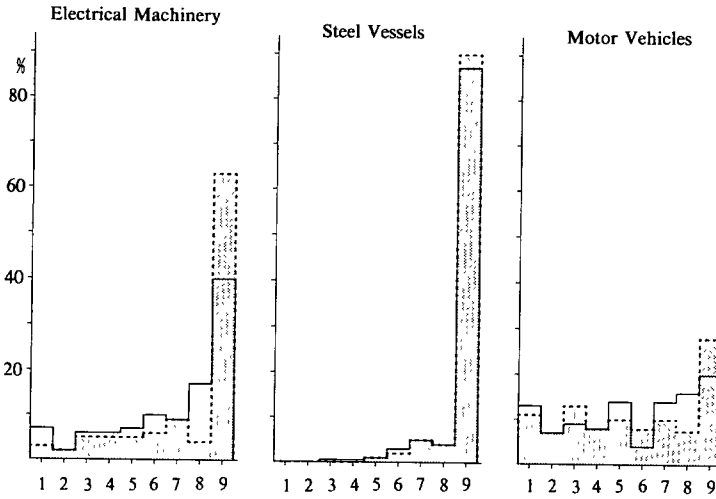 Electrical Machinery
Steel Vessels
Motor Vehicles
%
80
60
40
20
1 2 3 4 5 6 7 8 9
1 2 3 4 5 6 7 8 9
1 2 3 4 5 6 7 8 9